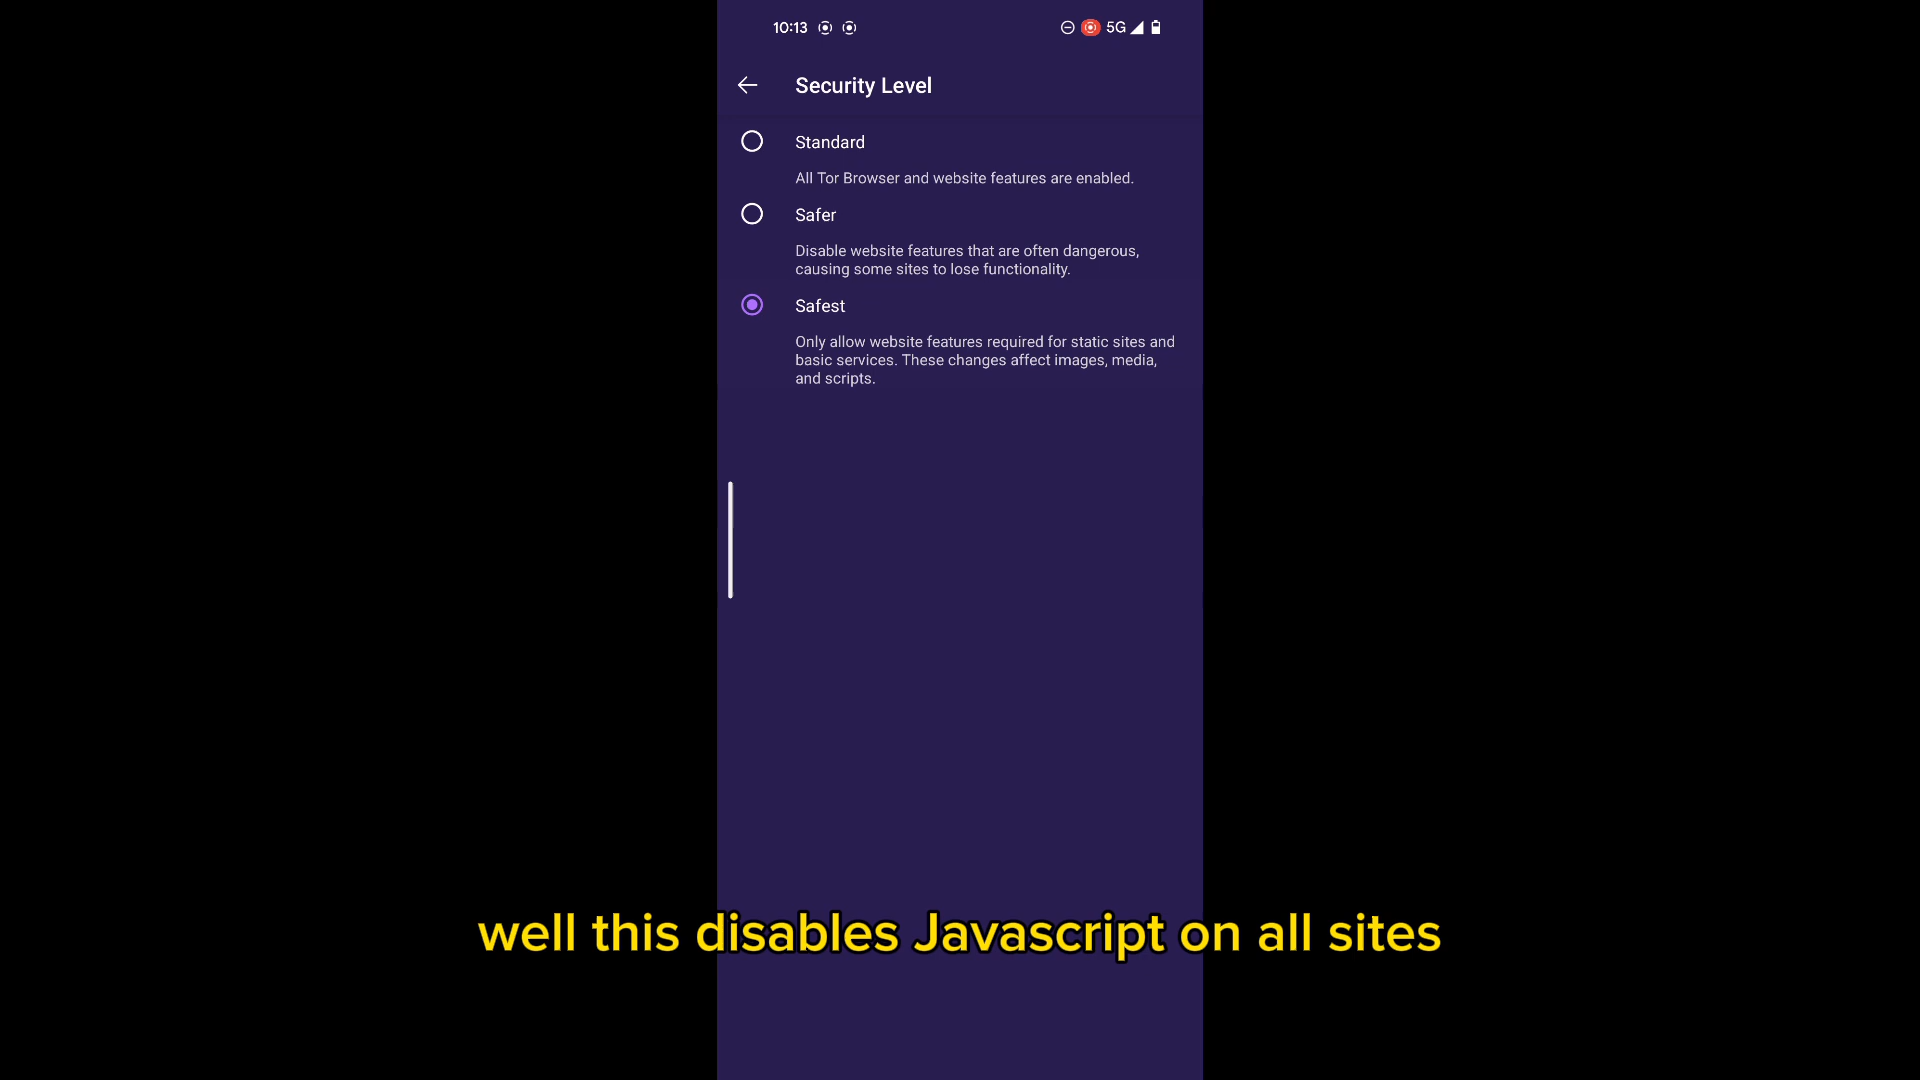 10:13
5G
Security Level
Standard
All Tor Browser and website features are enabled.
Safer
Disable website features that are often dangerous,
causing some sites to lose functionality.
Safest
Only allow website features required for static sites and
basic services. These changes affect images, media,
and scripts.
well this disables Javascript on all sites